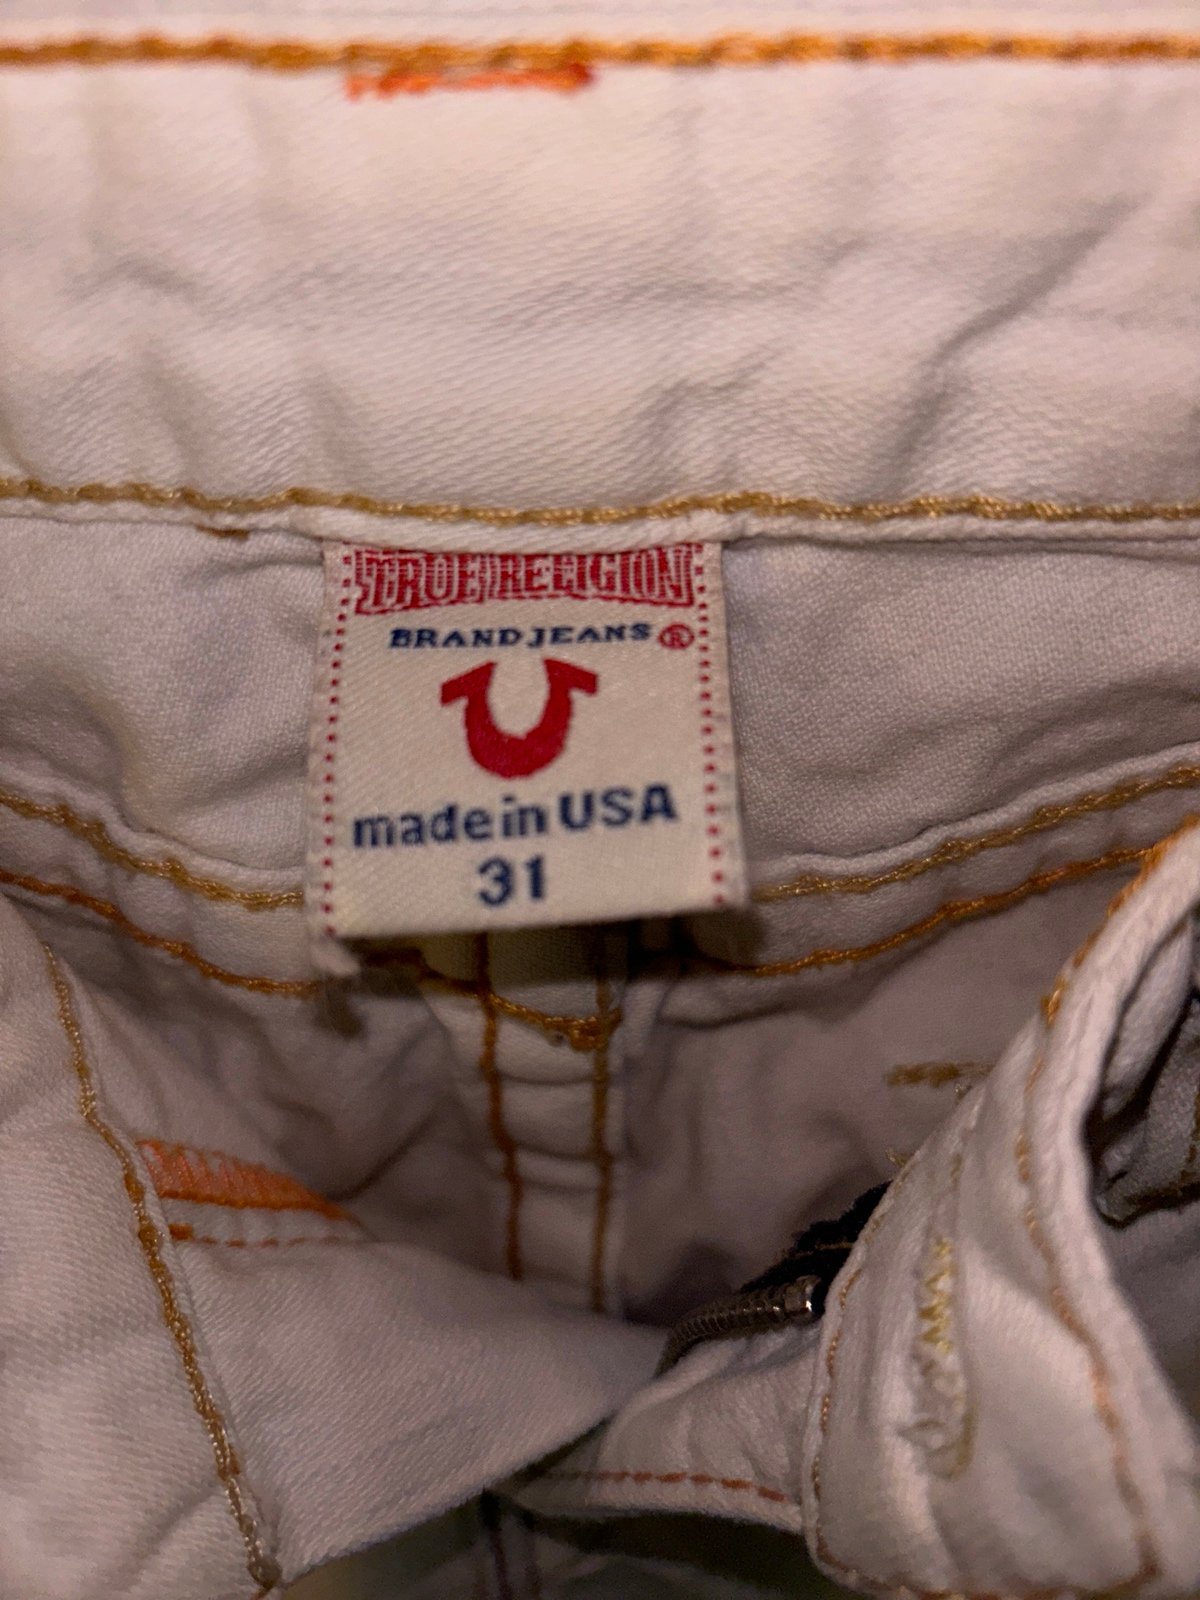 TRUE RELIGION
BRAND JEANS ®
made in USA
31